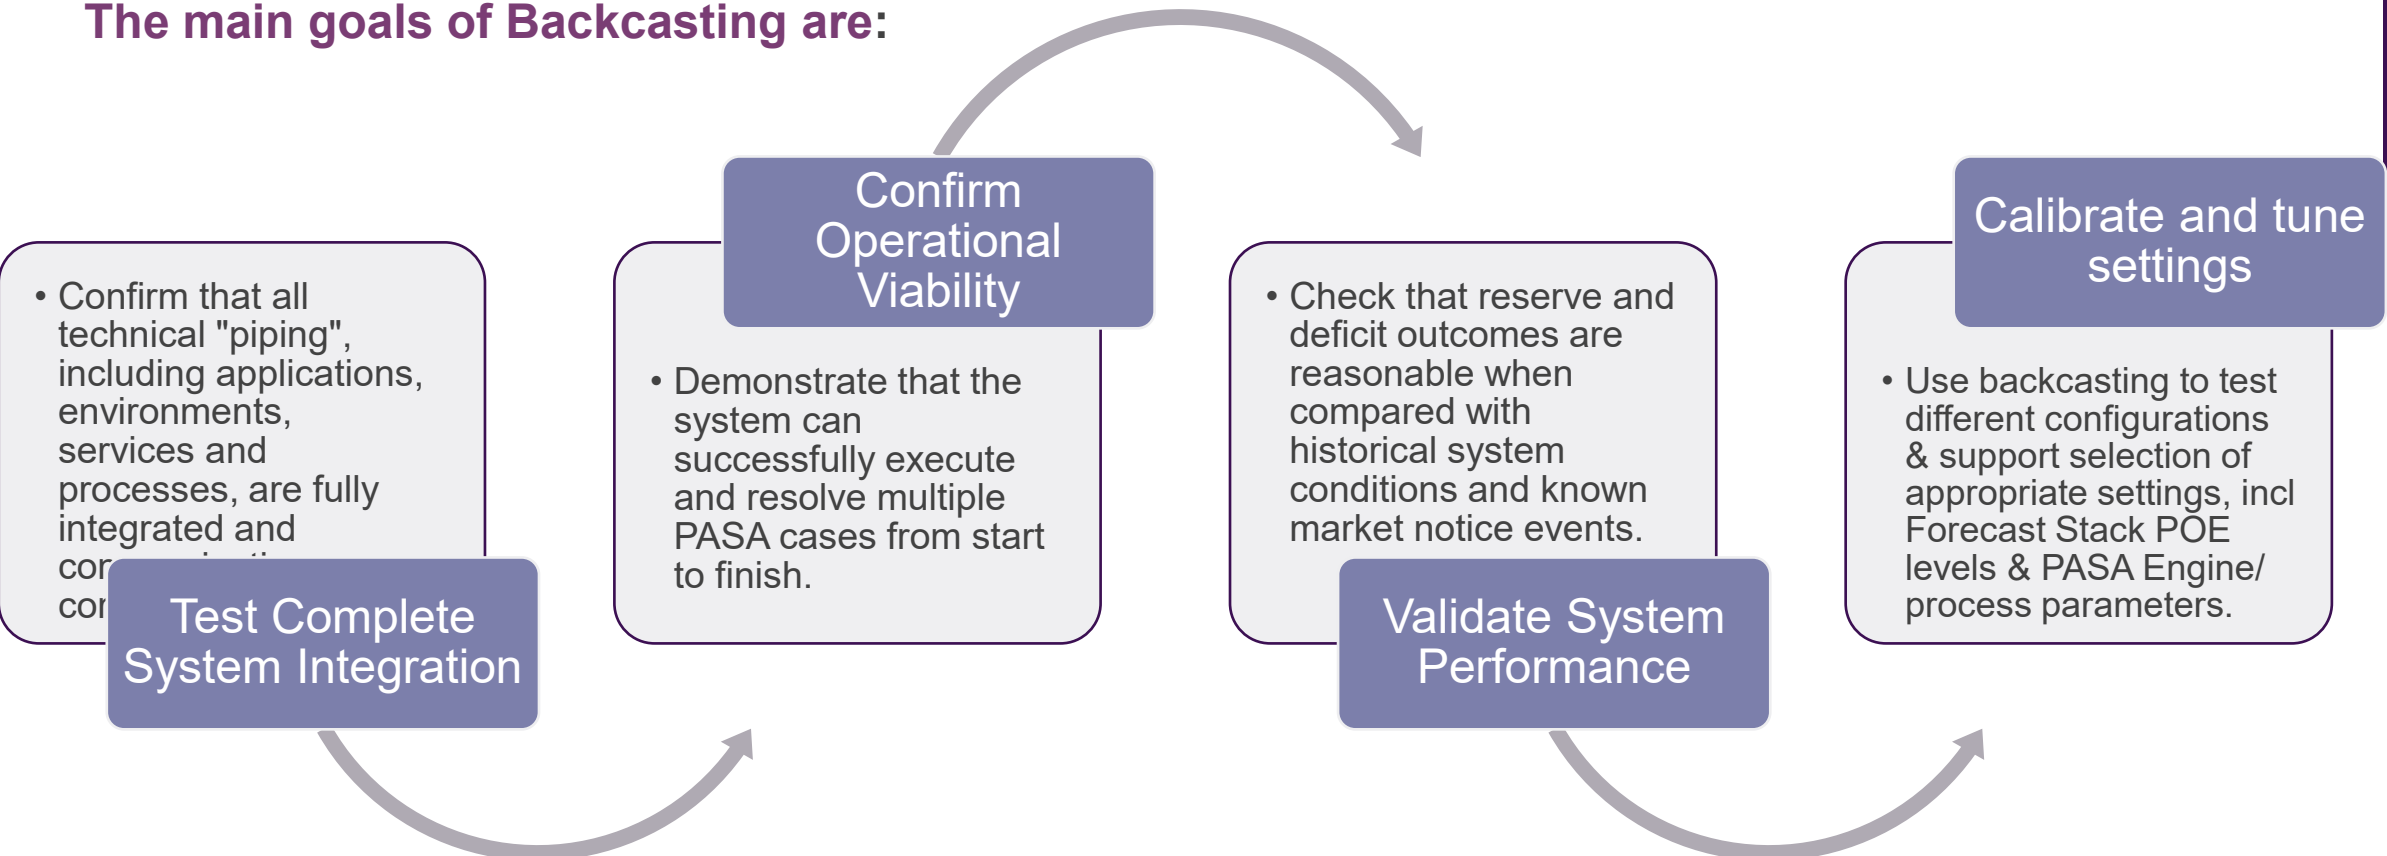 The main goals of Backcasting are:
• Confirm that all
technical "piping",
including applications,
environments,
services and
processes, are fully
integrated and
Test Complete
System Integration
Confirm
Operational
Viability
• Demonstrate that the
system can
successfully execute
and resolve multiple
PASA cases from start
to finish.
• Check that reserve and
deficit outcomes are
reasonable when
compared with
historical system
conditions and known
market notice events.
Validate System
Performance
Calibrate and tune
settings
• Use backcasting to test
different configurations
& support selection of
appropriate settings, incl
Forecast Stack POE
levels & PASA Engine/
process parameters.